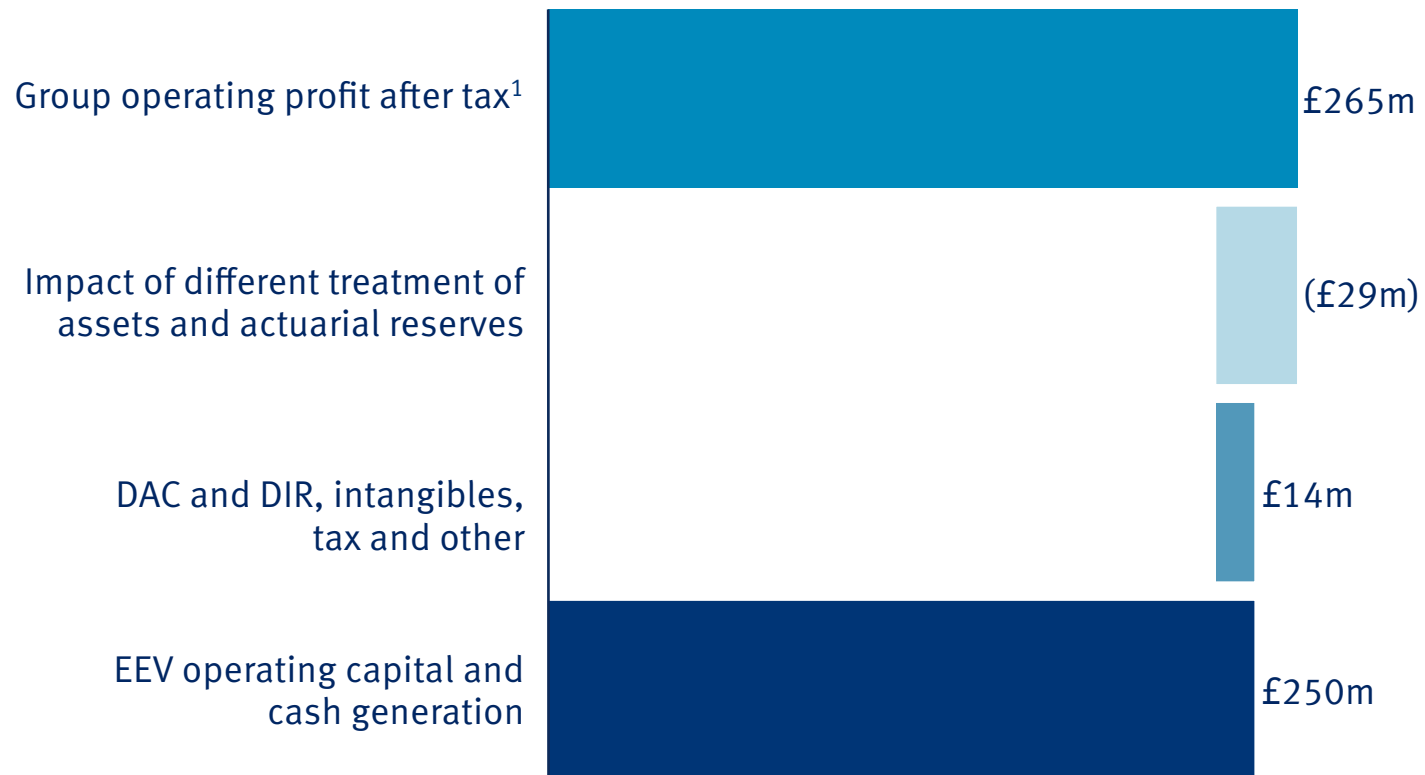 Group operating profit after tax¹
£265m
Impact of different treatment of
assets and actuarial reserves
(£29m)
DAC and DIR, intangibles,
tax and other
£14m
EEV operating capital and
cash generation
£250m